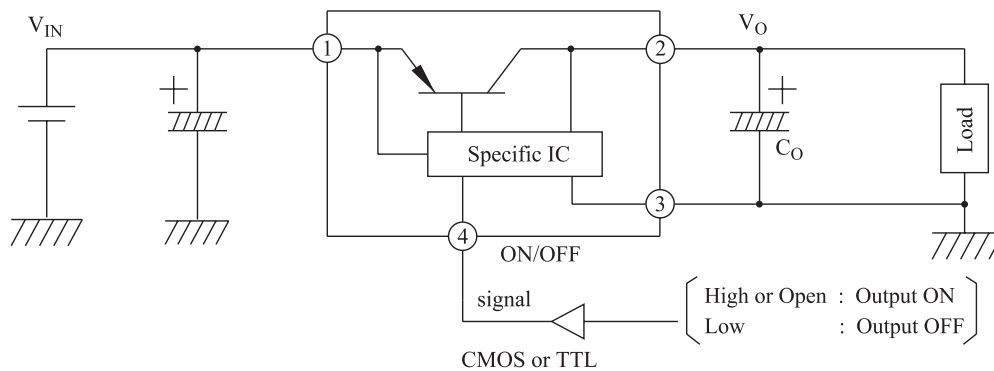 V_IN
V_O
1
2
+
+
Specific IC
C_O
Load
3
4
ON/OFF
signal
High or Open : Output ON
Low : Output OFF
CMOS or TTL